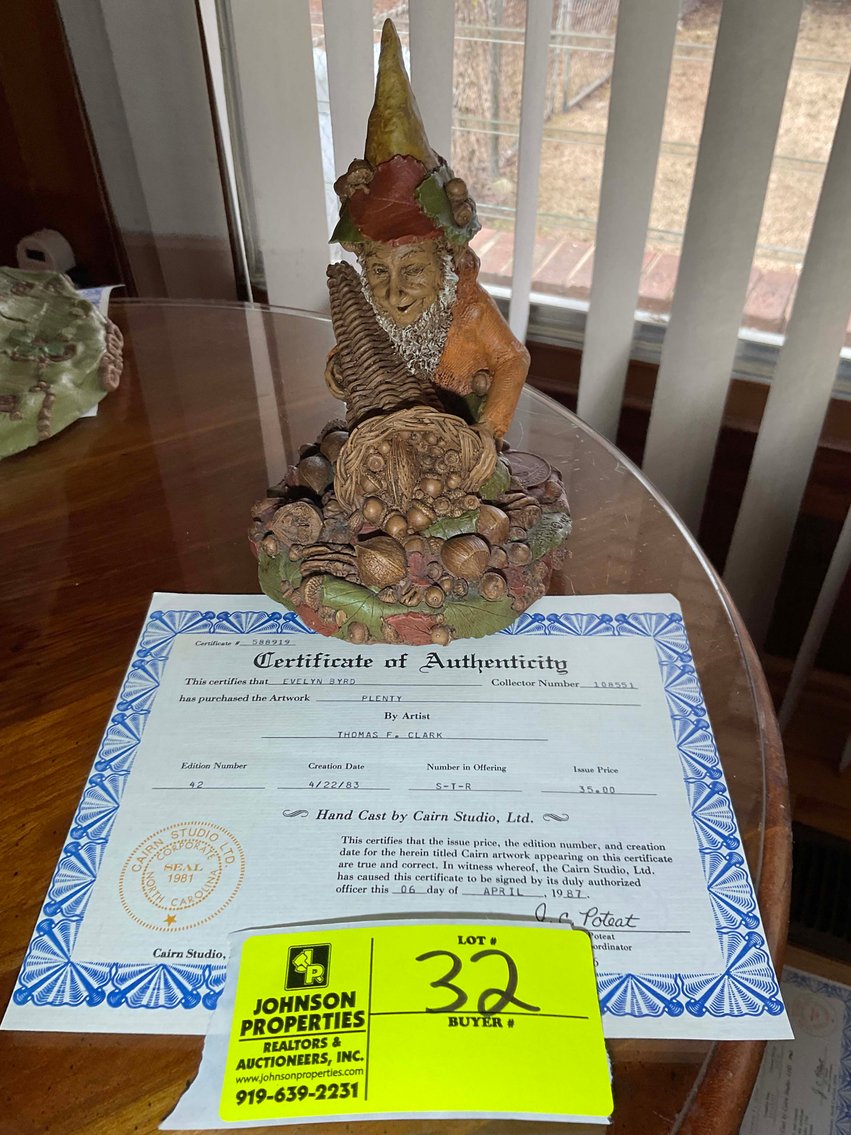 Certificate # 588919
Certificate of Authenticity
This certifies that EVELYN BYRD Collector Number 108551
has purchased the Artwork PLENTY
By Artist
THOMAS F. CLARK
Edition Number Creation Date Number in Offering Issue Price
42 4/22/83 S-T-R 35.00
Hand Cast by Cairn Studio, Ltd.
This certifies that the issue price, the edition number, and creation
date for the herein titled Cairn artwork appearing on this certificate
are true and correct. In witness whereof, the Cairn Studio, Ltd.
has caused this certificate to be signed by its duly authorized
officer this 06 day of APRIL, 1987.
CAIRN STUDIO LTD.
CORPORATE
SEAL
1981
NORTH CAROLINA
Poteat
Poteat
Cairn Studio,
LOT #
32
BUYER #
JOHNSON
PROPERTIES
REALTORS &
AUCTIONEERS, INC.
www.johnsonproperties.com
919-639-2231